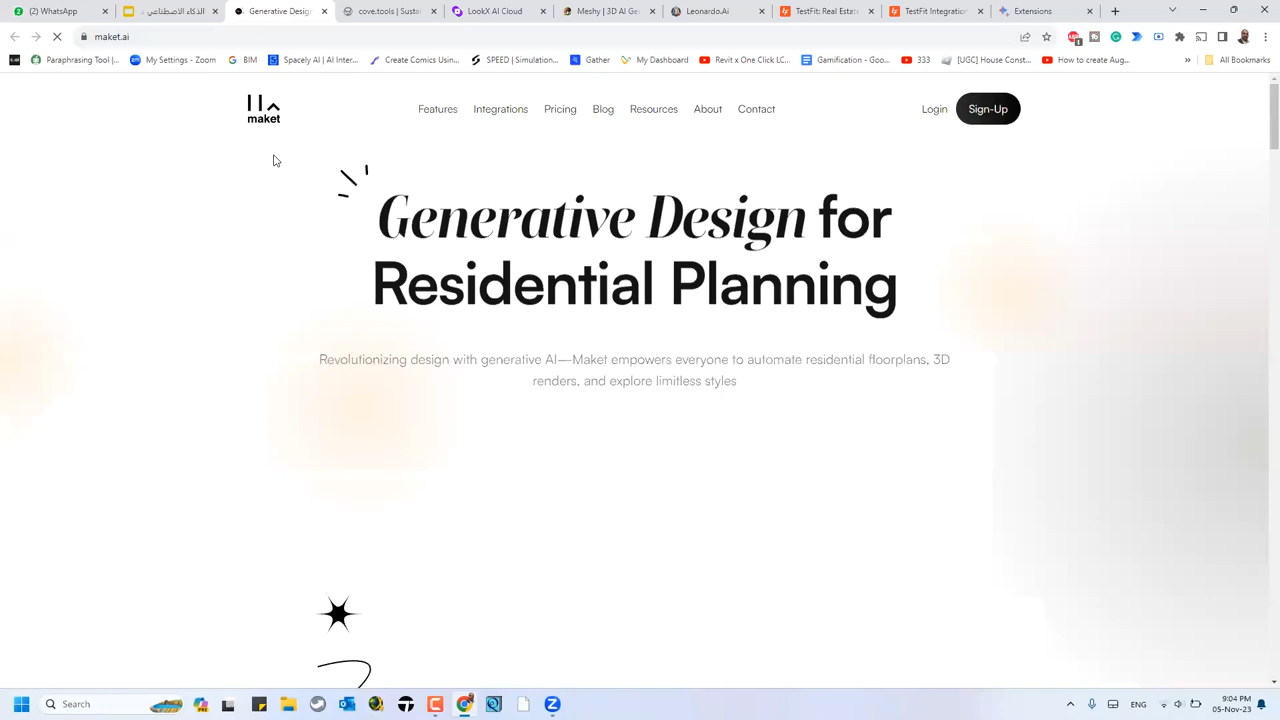 (2) WhatsApp
الذكاء الاصطناعي د
Generative Design
cove.tools | Susta
LookX AI Cloud
Meshy | 3D AI Ge
Leonardo.Ai
TestFit: Real Estate
TestFit Integration
Extensions
maket.ai
1
Paraphrasing Tool |...
My Settings - Zoom
BIM
Spacely AI | AI Inter...
Create Comics Usin...
SPEED | Simulation...
Gather
My Dashboard
Revit x One Click LC...
Gamification - Goo...
333
[UGC] House Const...
How to create Aug...
»
All Bookmarks
maket
Features
Integrations
Pricing
Blog
Resources
About
Contact
Login
Sign-Up
Generative Design for
Residential Planning
Revolutionizing design with generative AI—Maket empowers everyone to automate residential floorplans, 3D
renders, and explore limitless styles
Search
ENG
9:04 PM
05-Nov-23